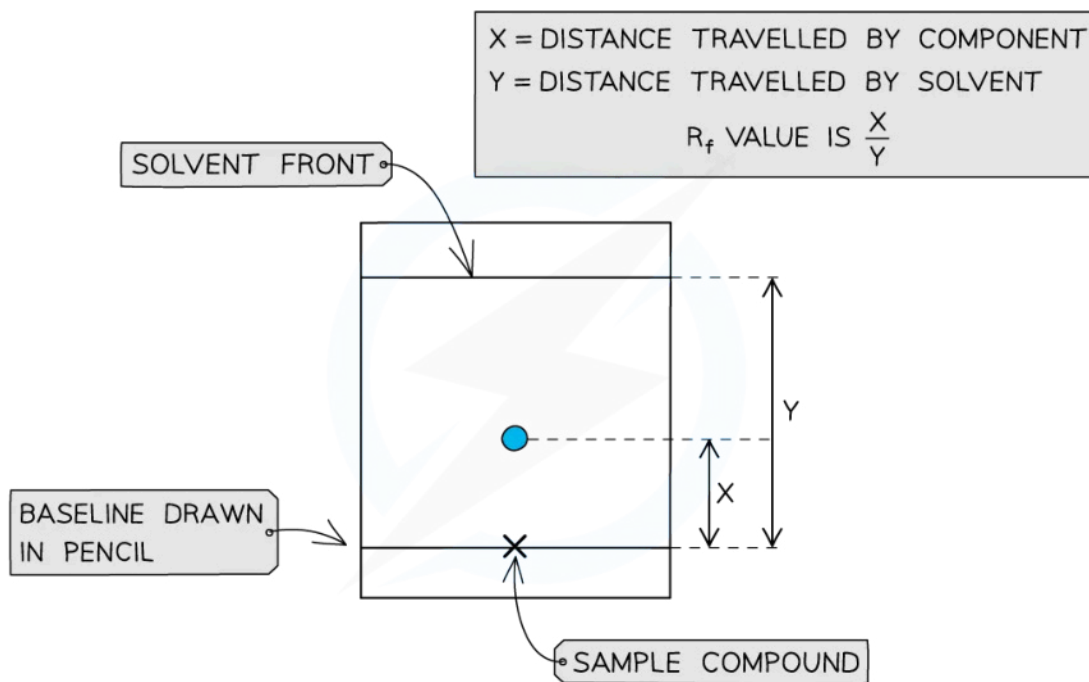 X = DISTANCE TRAVELLED BY COMPONENT
Y = DISTANCE TRAVELLED BY SOLVENT
Rf VALUE IS X/Y
SOLVENT FRONT
Y
X
BASELINE DRAWN
IN PENCIL
SAMPLE COMPOUND